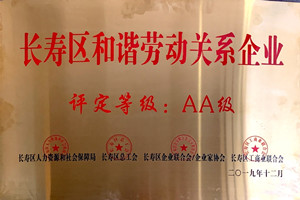 长寿区和谐劳动关系企业
评定等级：AA级
长寿区人力资源和社会保障局 长寿区总工会 长寿区企业联合会/企业家协会 长寿区工商业联合会
二〇一九年十二月